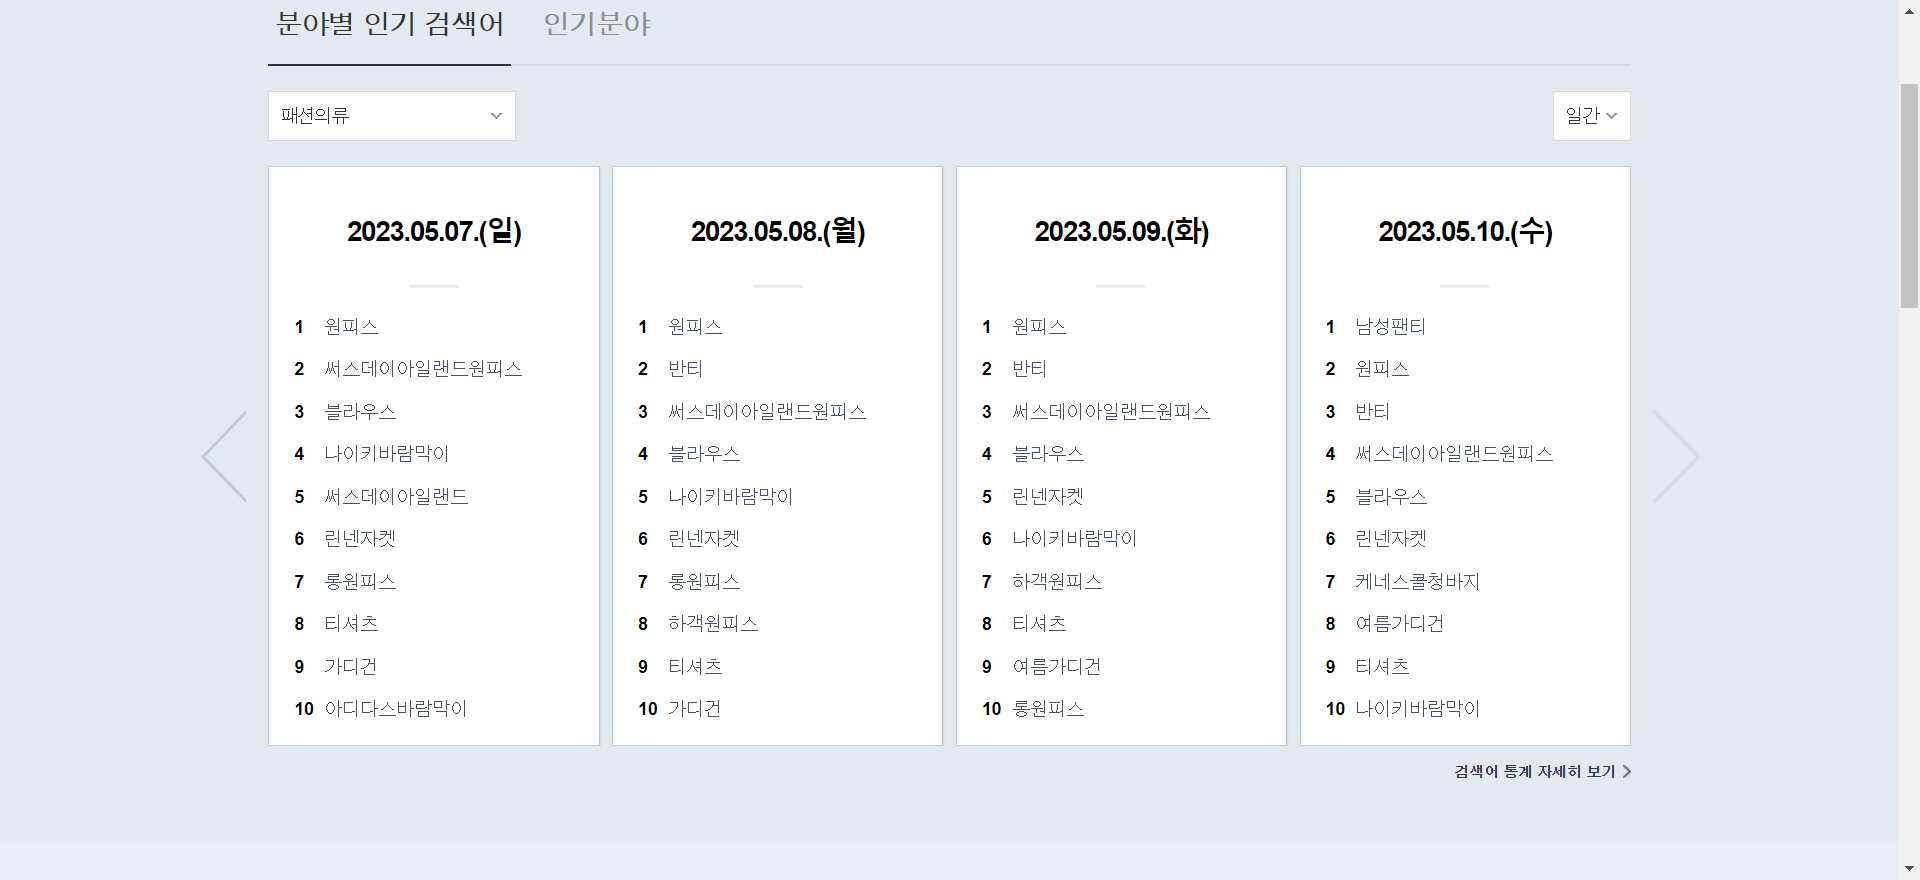 분야별 인기 검색어 인기분야
패션의류 일간
2023.05.07.(일)
1 원피스
2 써스데이아일랜드원피스
3 블라우스
4 나이키바람막이
5 써스데이아일랜드
6 린넨자켓
7 롱원피스
8 티셔츠
9 가디건
10 아디다스바람막이
2023.05.08.(월)
1 원피스
2 반티
3 써스데이아일랜드원피스
4 블라우스
5 나이키바람막이
6 린넨자켓
7 롱원피스
8 하객원피스
9 티셔츠
10 가디건
2023.05.09.(화)
1 원피스
2 반티
3 써스데이아일랜드원피스
4 블라우스
5 린넨자켓
6 나이키바람막이
7 하객원피스
8 티셔츠
9 여름가디건
10 롱원피스
2023.05.10.(수)
1 남성팬티
2 원피스
3 반티
4 써스데이아일랜드원피스
5 블라우스
6 린넨자켓
7 케네스콜청바지
8 여름가디건
9 티셔츠
10 나이키바람막이
검색어 통계 자세히 보기